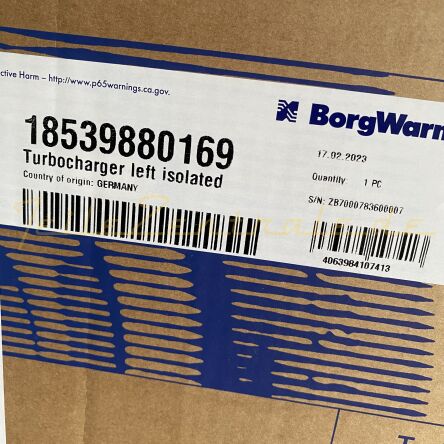 ctive Harm – http://www.p65warnings.ca.gov.
BorgWarn
18539880169
Turbocharger left isolated
Country of origin: GERMANY
17.02.2023
Quantity: 1 PC
S/N: ZB7000783600007
4063984107413